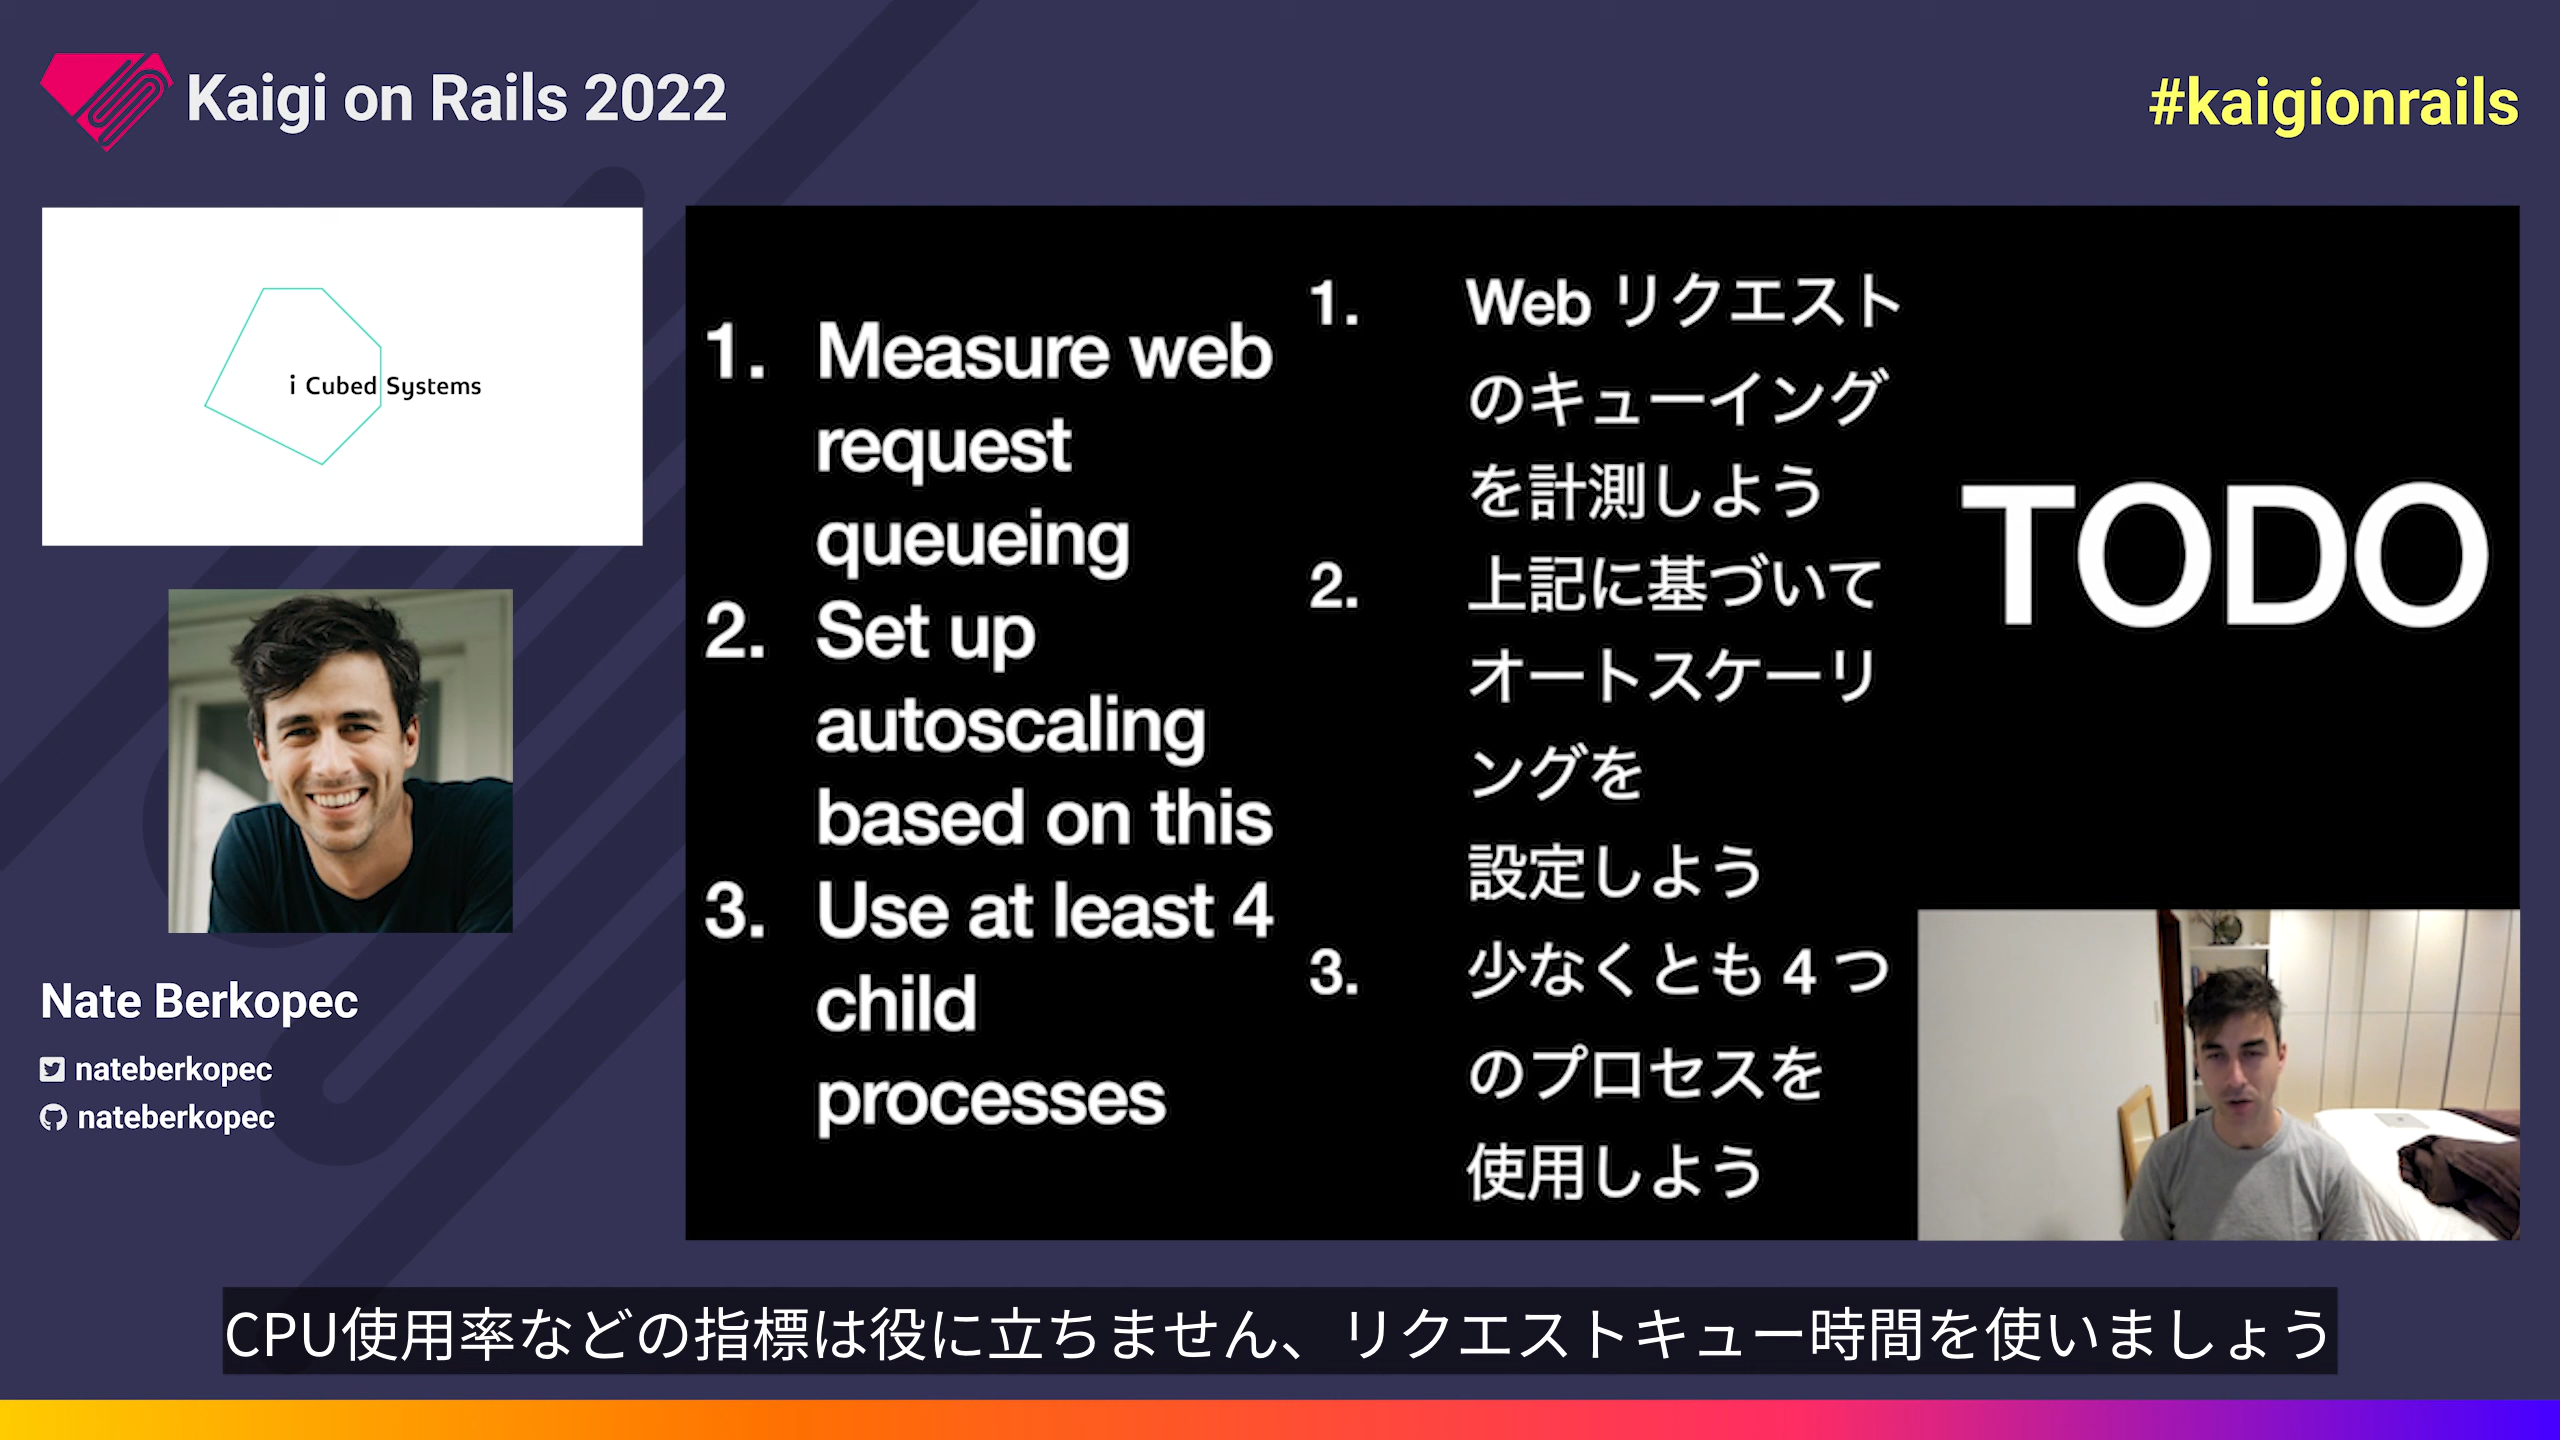 Kaigi on Rails 2022
#kaigionrails
i Cubed Systems
Nate Berkopec
nateberkopec
nateberkopec
1. Measure web
request
queueing
2. Set up
autoscaling
based on this
3. Use at least 4
child
processes
1. Web リクエスト
のキューイング
を計測しよう
2. 上記に基づいて
オートスケーリ
ングを
設定しよう
3. 少なくとも 4 つ
のプロセスを
使用しよう
TODO
CPU使用率などの指標は役に立ちません、リクエストキュー時間を使いましょう